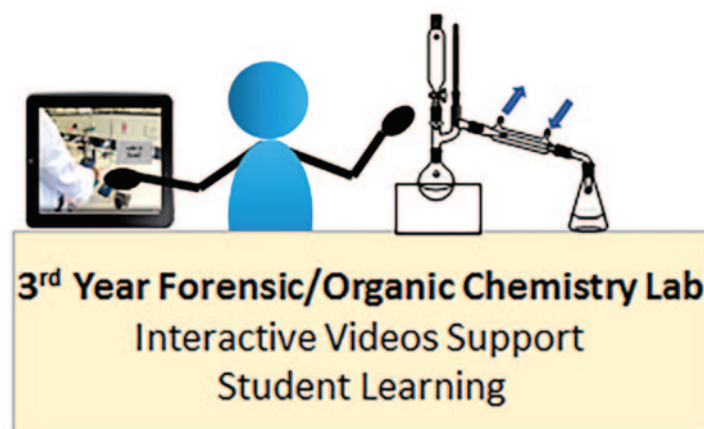 3rd Year Forensic/Organic Chemistry Lab
Interactive Videos Support
Student Learning